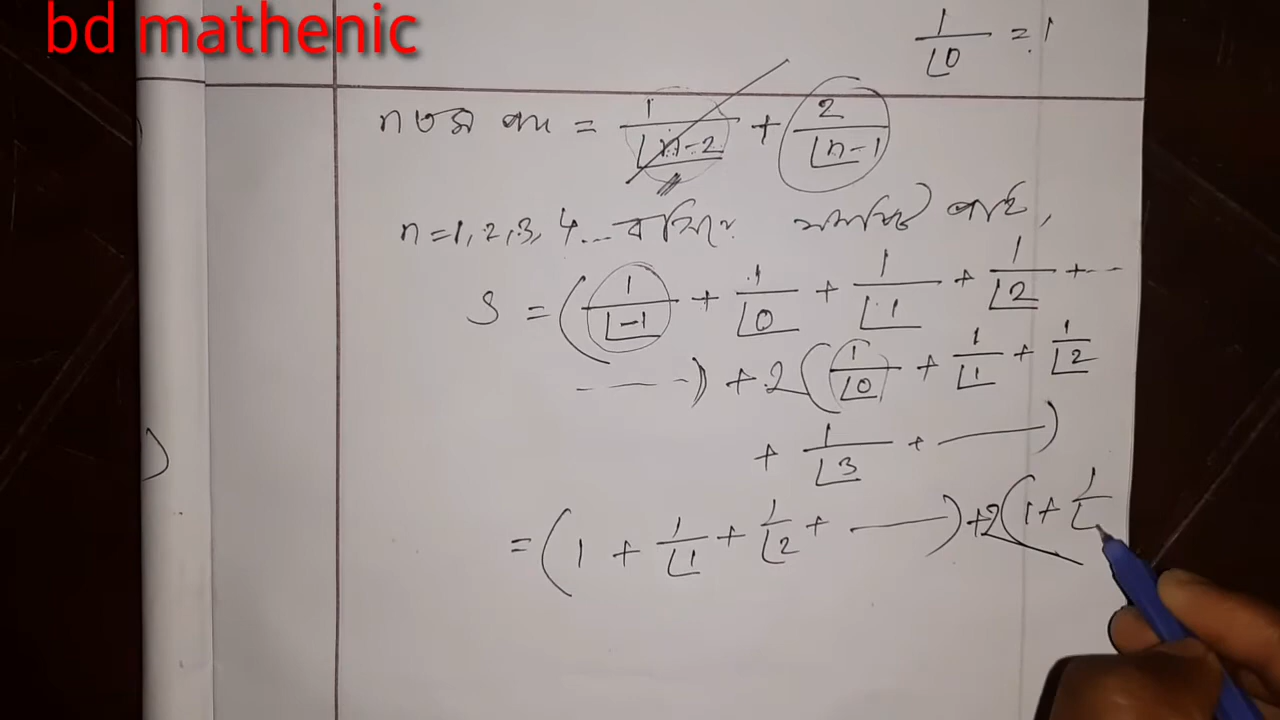 bd mathenic
1/∟0 = 1
n তম পদ = 1/∟n-2 + 2/∟n-1
n = 1, 2, 3, 4 ... বসিয়ে সমষ্টি পাই,
S = (1/∟-1 + 1/∟0 + 1/∟1 + 1/∟2 + ...
......) + 2(1/∟0 + 1/∟1 + 1/∟2
+ 1/∟3 + ——)
= (1 + 1/∟1 + 1/∟2 + ——) + 2(1 + 1/∟